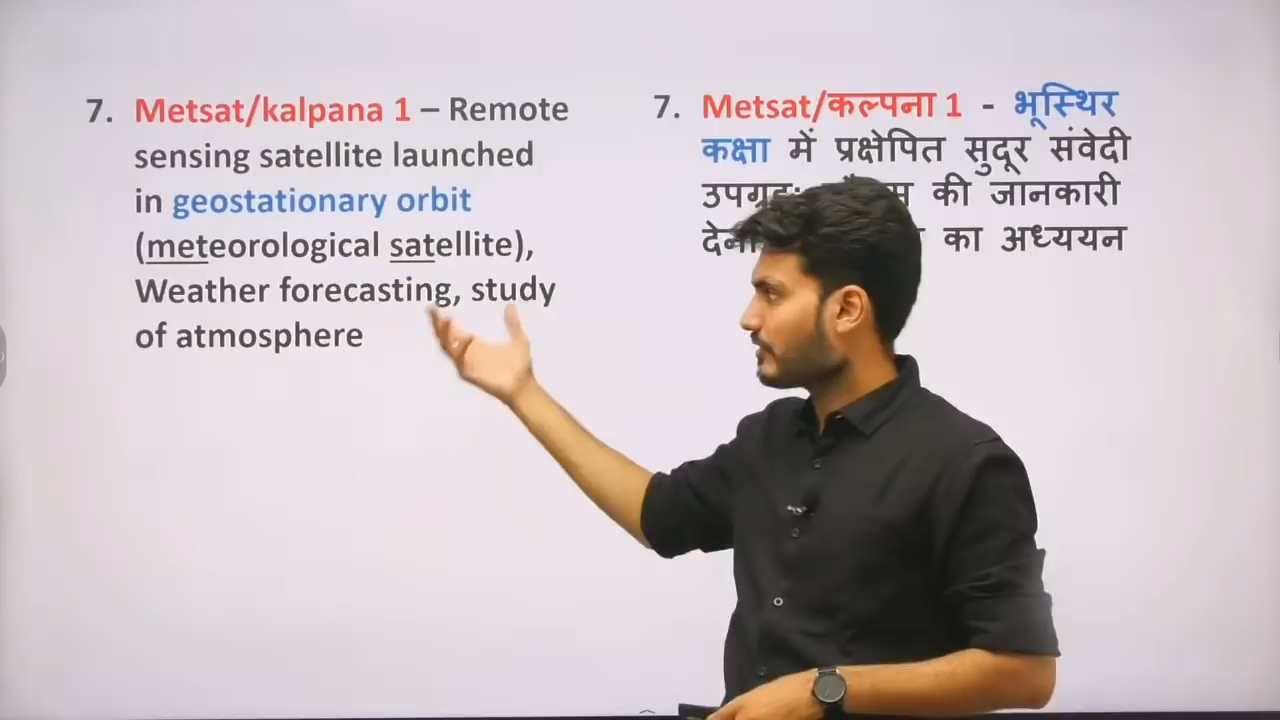 7. Metsat/kalpana 1 – Remote
sensing satellite launched
in geostationary orbit
(meteorological satellite),
Weather forecasting, study
of atmosphere
7. Metsat/कल्पना 1 - भूस्थिर
कक्षा में प्रक्षेपित सुदूर संवेदी
की जानकारी
का अध्ययन